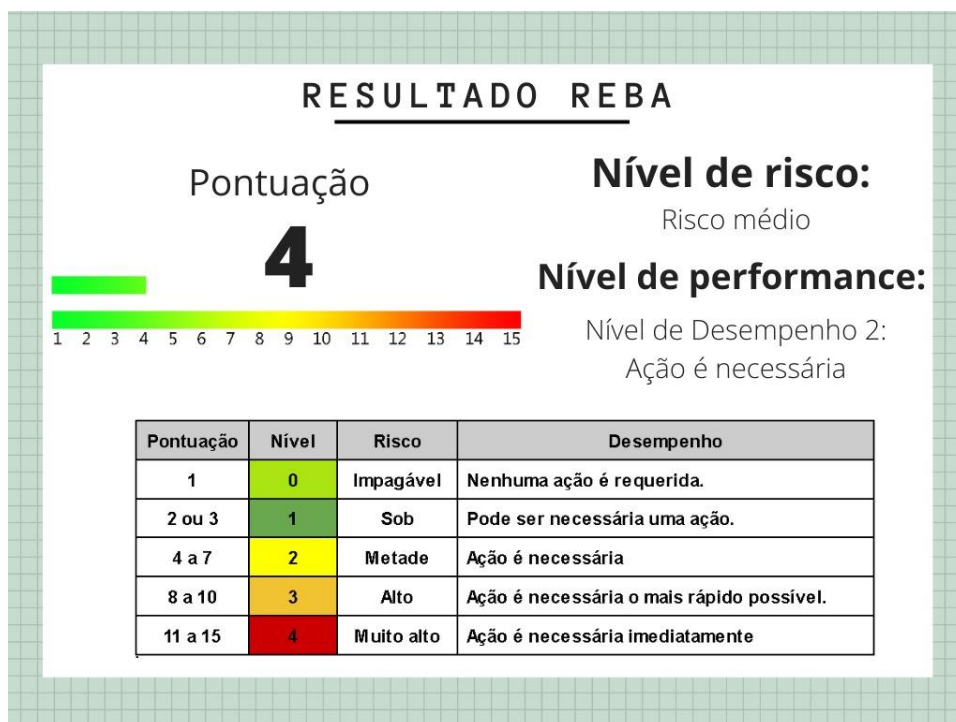 RESULTADO REBA
Pontuação
4
1 2 3 4 5 6 7 8 9 10 11 12 13 14 15
Nível de risco:
Risco médio
Nível de performance:
Nível de Desempenho 2:
Ação é necessária
Pontuação Nível Risco Desempenho
1 0 Impagável Nenhuma ação é requerida.
2 ou 3 1 Sob Pode ser necessária uma ação.
4 a 7 2 Metade Ação é necessária
8 a 10 3 Alto Ação é necessária o mais rápido possível.
11 a 15 4 Muito alto Ação é necessária imediatamente